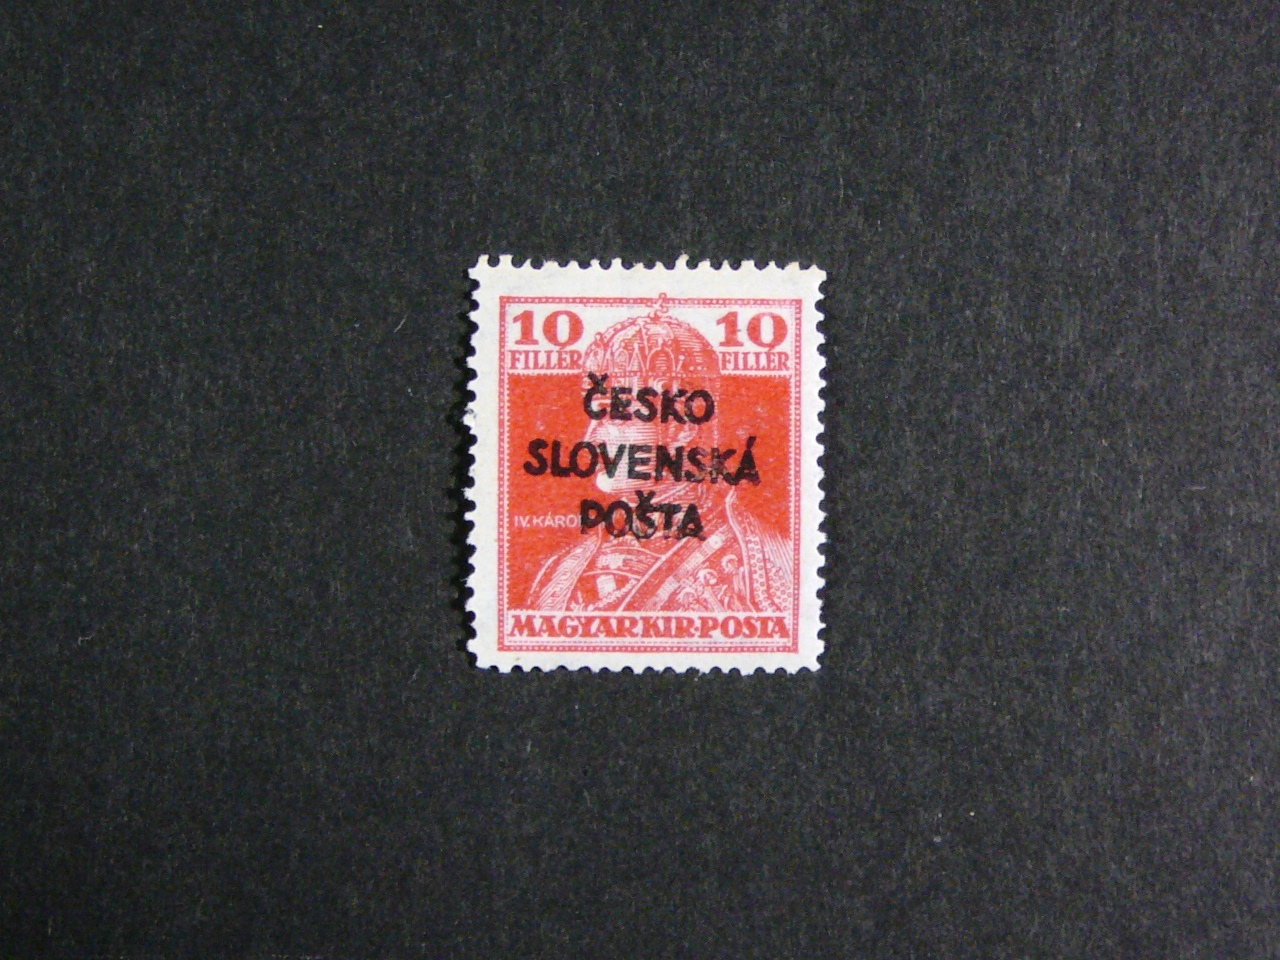 10 10
FILLÉR FILLÉR
ČESKO
SLOVENSKÁ
POŠTA
IV. KÁRO
MAGYAR KIR. POSTA